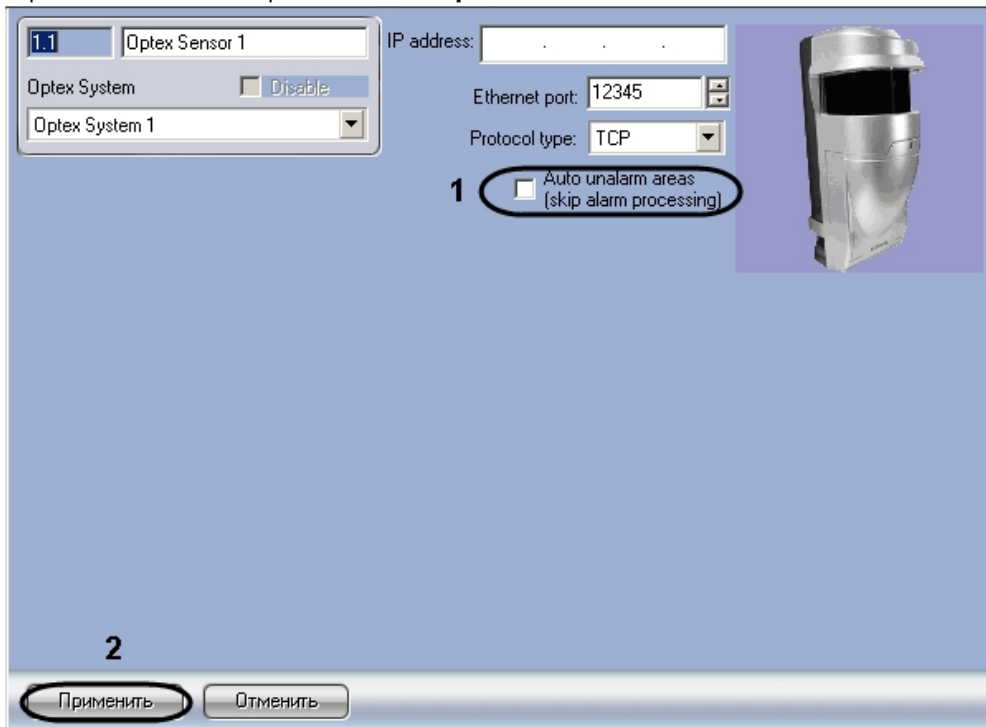 1.1 Optex Sensor 1
Optex System Disable
Optex System 1
IP address: . . .
Ethernet port: 12345
Protocol type: TCP
1
Auto unalarm areas
(skip alarm processing)
2
Применить Отменить